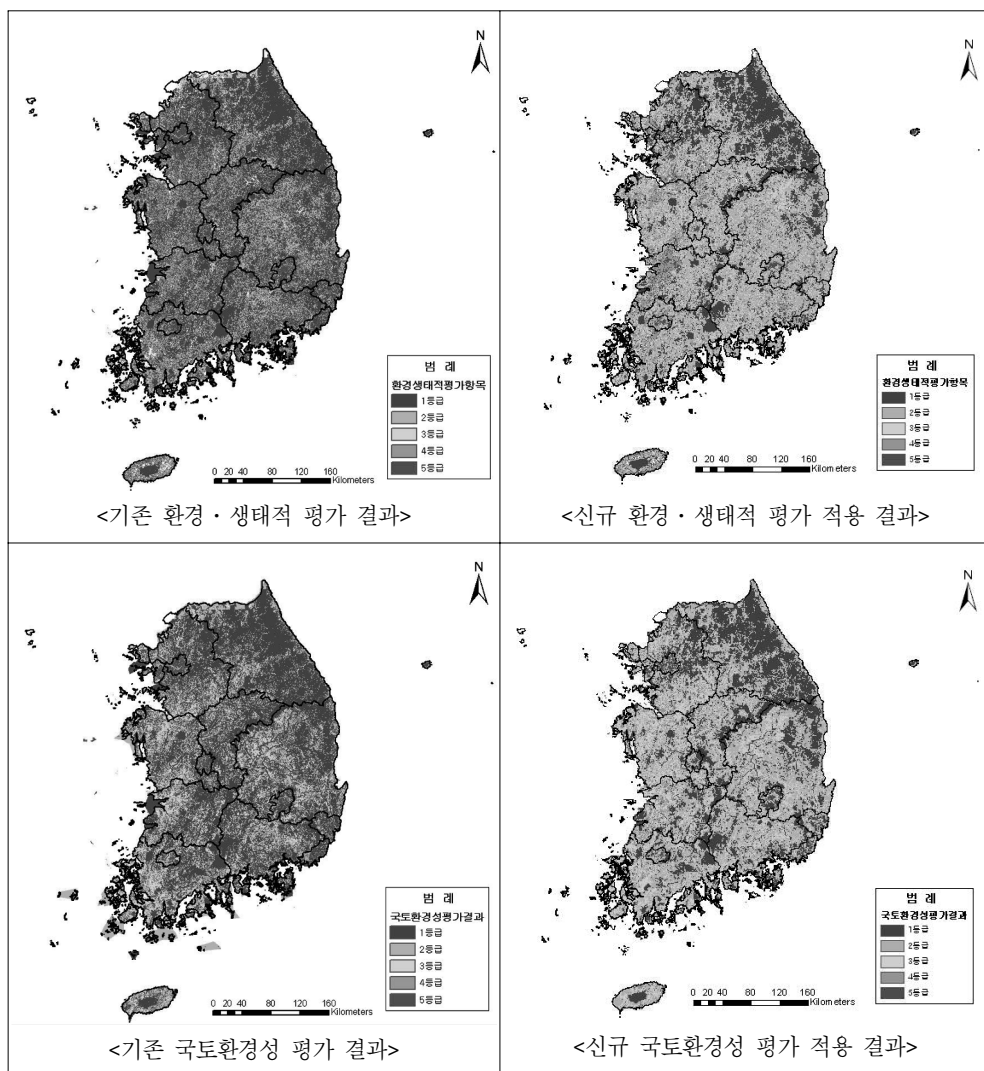 N
범 례
환경생태적평가항목
1등급
2등급
3등급
4등급
5등급
0 20 40 80 120 160
Kilometers
<기존 환경・생태적 평가 결과>
N
범 례
환경생태적평가항목
1등급
2등급
3등급
4등급
5등급
0 20 40 80 120 160
Kilometers
<신규 환경・생태적 평가 적용 결과>
N
범 례
국토환경성평가결과
1등급
2등급
3등급
4등급
5등급
0 20 40 80 120 160
Kilometers
<기존 국토환경성 평가 결과>
N
범 례
국토환경성평가결과
1등급
2등급
3등급
4등급
5등급
0 20 40 80 120 160
Kilometers
<신규 국토환경성 평가 적용 결과>